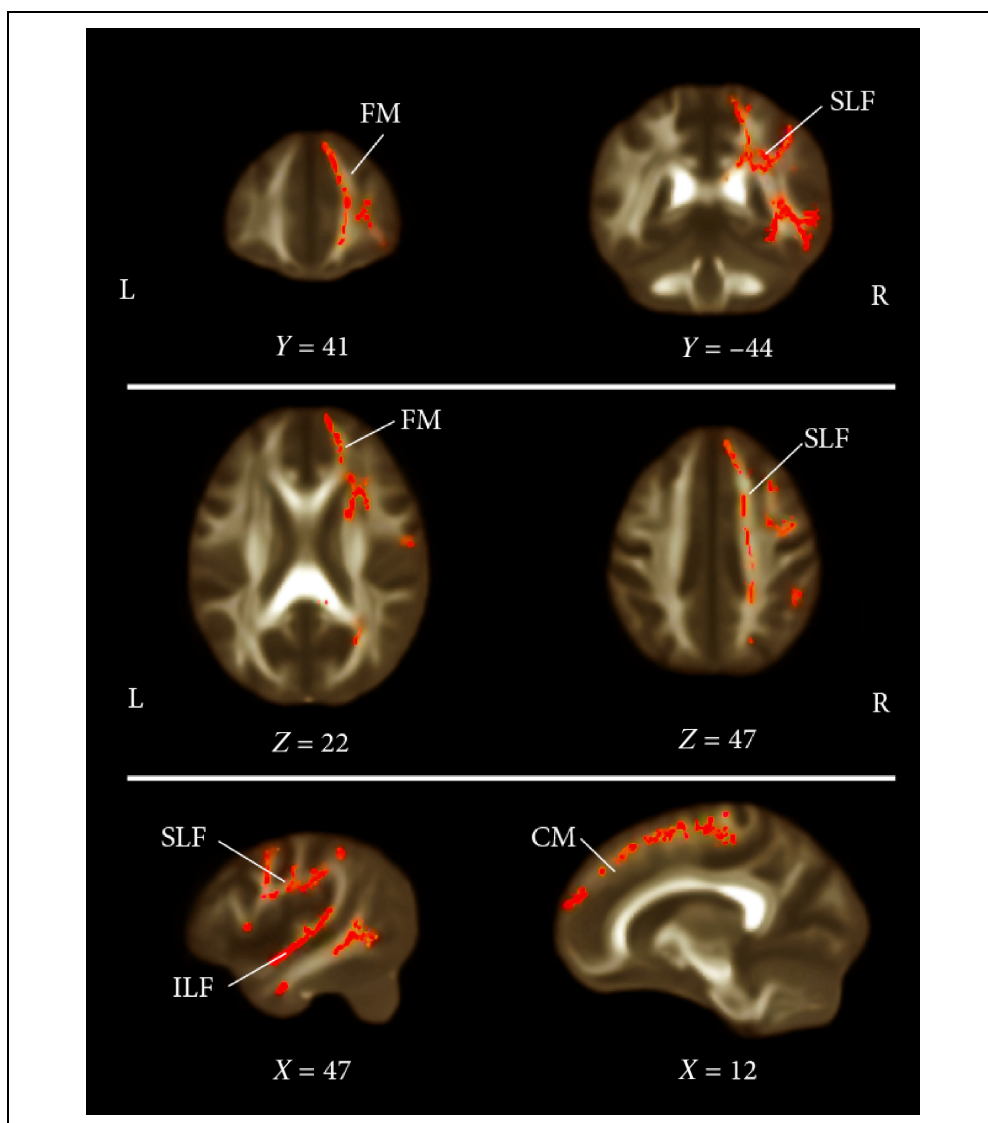 FM
SLF
L
R
Y = 41
Y = −44
FM
SLF
L
R
Z = 22
Z = 47
SLF
CM
ILF
X = 47
X = 12